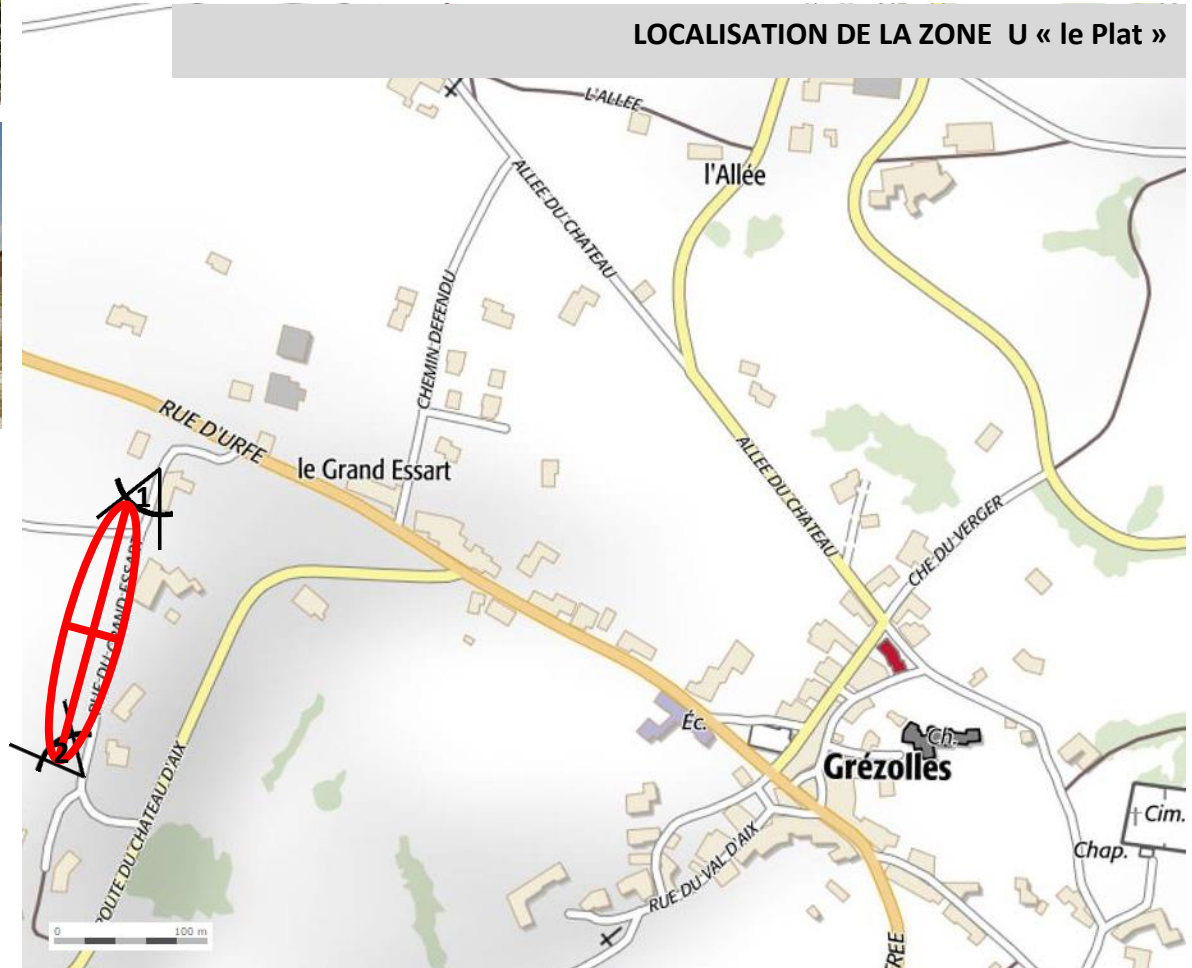 LOCALISATION DE LA ZONE U « le Plat »
L'ALLEE
l'Allée
ALLEE DU CHATEAU
CHEMIN DEFENDU
RUE D'URFE
le Grand Essart
1
ALLEE DU CHATEAU
CHE DU VERGER
RUE DU GRAND ESSART
2
Éc.
Ch.
Grézolles
ROUTE DU CHATEAU D'AIX
Cim.
Chap.
RUE DU VAL D'AIX
0 100 m
TREE